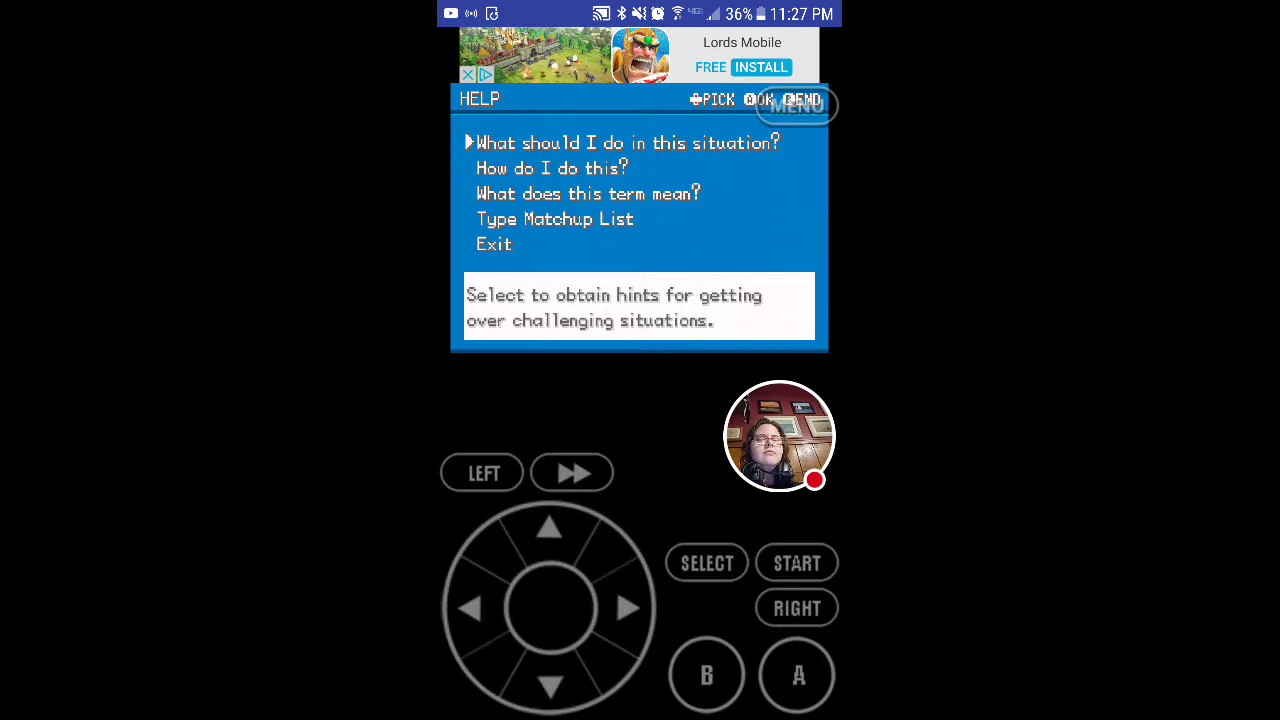 36% 11:27 PM
Lords Mobile
FREE INSTALL
HELP PICK OK END
MENU
What should I do in this situation?
How do I do this?
What does this term mean?
Type Matchup List
Exit
Select to obtain hints for getting
over challenging situations.
LEFT
SELECT START
RIGHT
B A